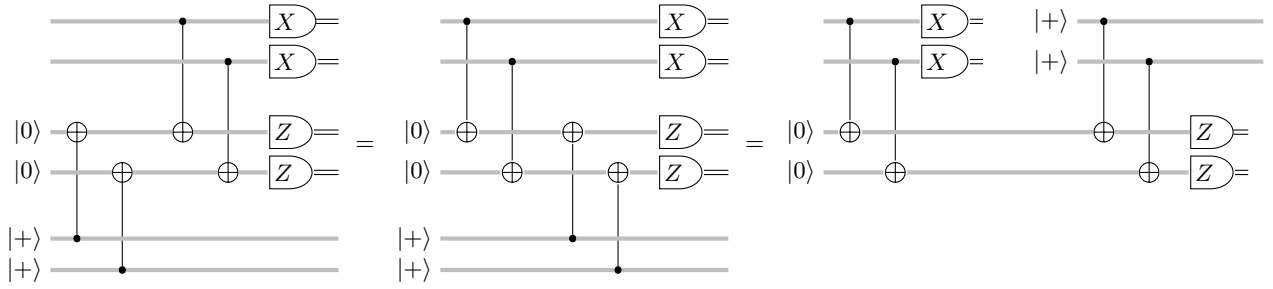 X X X |+⟩
X X X |+⟩
|0⟩ Z |0⟩ Z |0⟩ Z
= =
|0⟩ Z |0⟩ Z |0⟩ Z
|+⟩ |+⟩
|+⟩ |+⟩